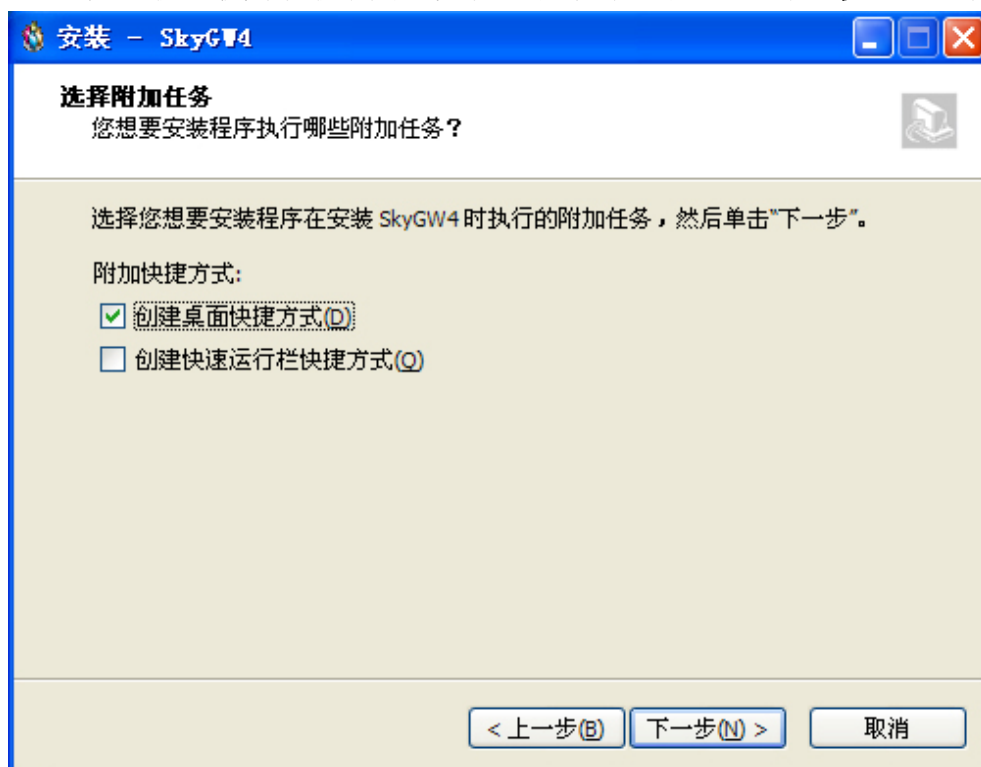 安装 - SkyGW4
选择附加任务
您想要安装程序执行哪些附加任务?
选择您想要安装程序在安装 SkyGW4 时执行的附加任务，然后单击“下一步”。
附加快捷方式:
创建桌面快捷方式(D)
创建快速运行栏快捷方式(Q)
< 上一步(B) 下一步(N) > 取消